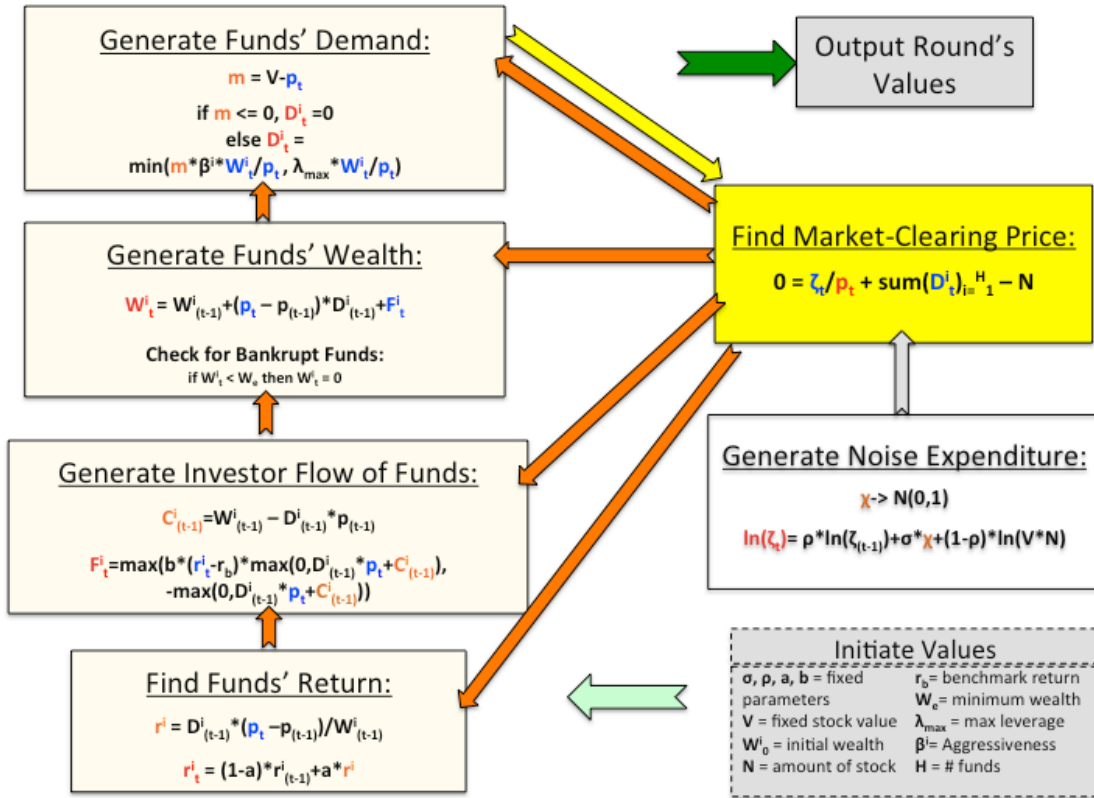 Generate Funds' Demand:
m = V-pₜ
if m <= 0, Dⁱₜ =0
else Dⁱₜ =
min(m*βⁱ*Wⁱₜ/pₜ , λₘₐₓ*Wⁱₜ/pₜ)
Output Round's
Values
Generate Funds' Wealth:
Wⁱₜ = Wⁱ₍ₜ₋₁₎+(pₜ – p₍ₜ₋₁₎)*Dⁱ₍ₜ₋₁₎+Fⁱₜ
Check for Bankrupt Funds:
if Wⁱₜ < Wₑ then Wⁱₜ = 0
Find Market-Clearing Price:
0 = ζₜ/pₜ + sum(Dⁱₜ)ᵢ₌ᴴ₁ – N
Generate Investor Flow of Funds:
Cⁱ₍ₜ₋₁₎=Wⁱ₍ₜ₋₁₎ – Dⁱ₍ₜ₋₁₎*p₍ₜ₋₁₎
Fⁱₜ=max(b*(rⁱₜ-r_b)*max(0,Dⁱ₍ₜ₋₁₎*pₜ+Cⁱ₍ₜ₋₁₎),
-max(0,Dⁱ₍ₜ₋₁₎*pₜ+Cⁱ₍ₜ₋₁₎))
Generate Noise Expenditure:
χ-> N(0,1)
ln(ζₜ)= ρ*ln(ζ₍ₜ₋₁₎)+σ*χ+(1-ρ)*ln(V*N)
Find Funds' Return:
rⁱ = Dⁱ₍ₜ₋₁₎*(pₜ –p₍ₜ₋₁₎)/Wⁱ₍ₜ₋₁₎
rⁱₜ = (1-a)*rⁱ₍ₜ₋₁₎+a*rⁱ
Initiate Values
σ, ρ, a, b = fixed
parameters
V = fixed stock value
Wⁱ₀ = initial wealth
N = amount of stock
r_b= benchmark return
Wₑ= minimum wealth
λₘₐₓ = max leverage
βⁱ= Aggressiveness
H = # funds